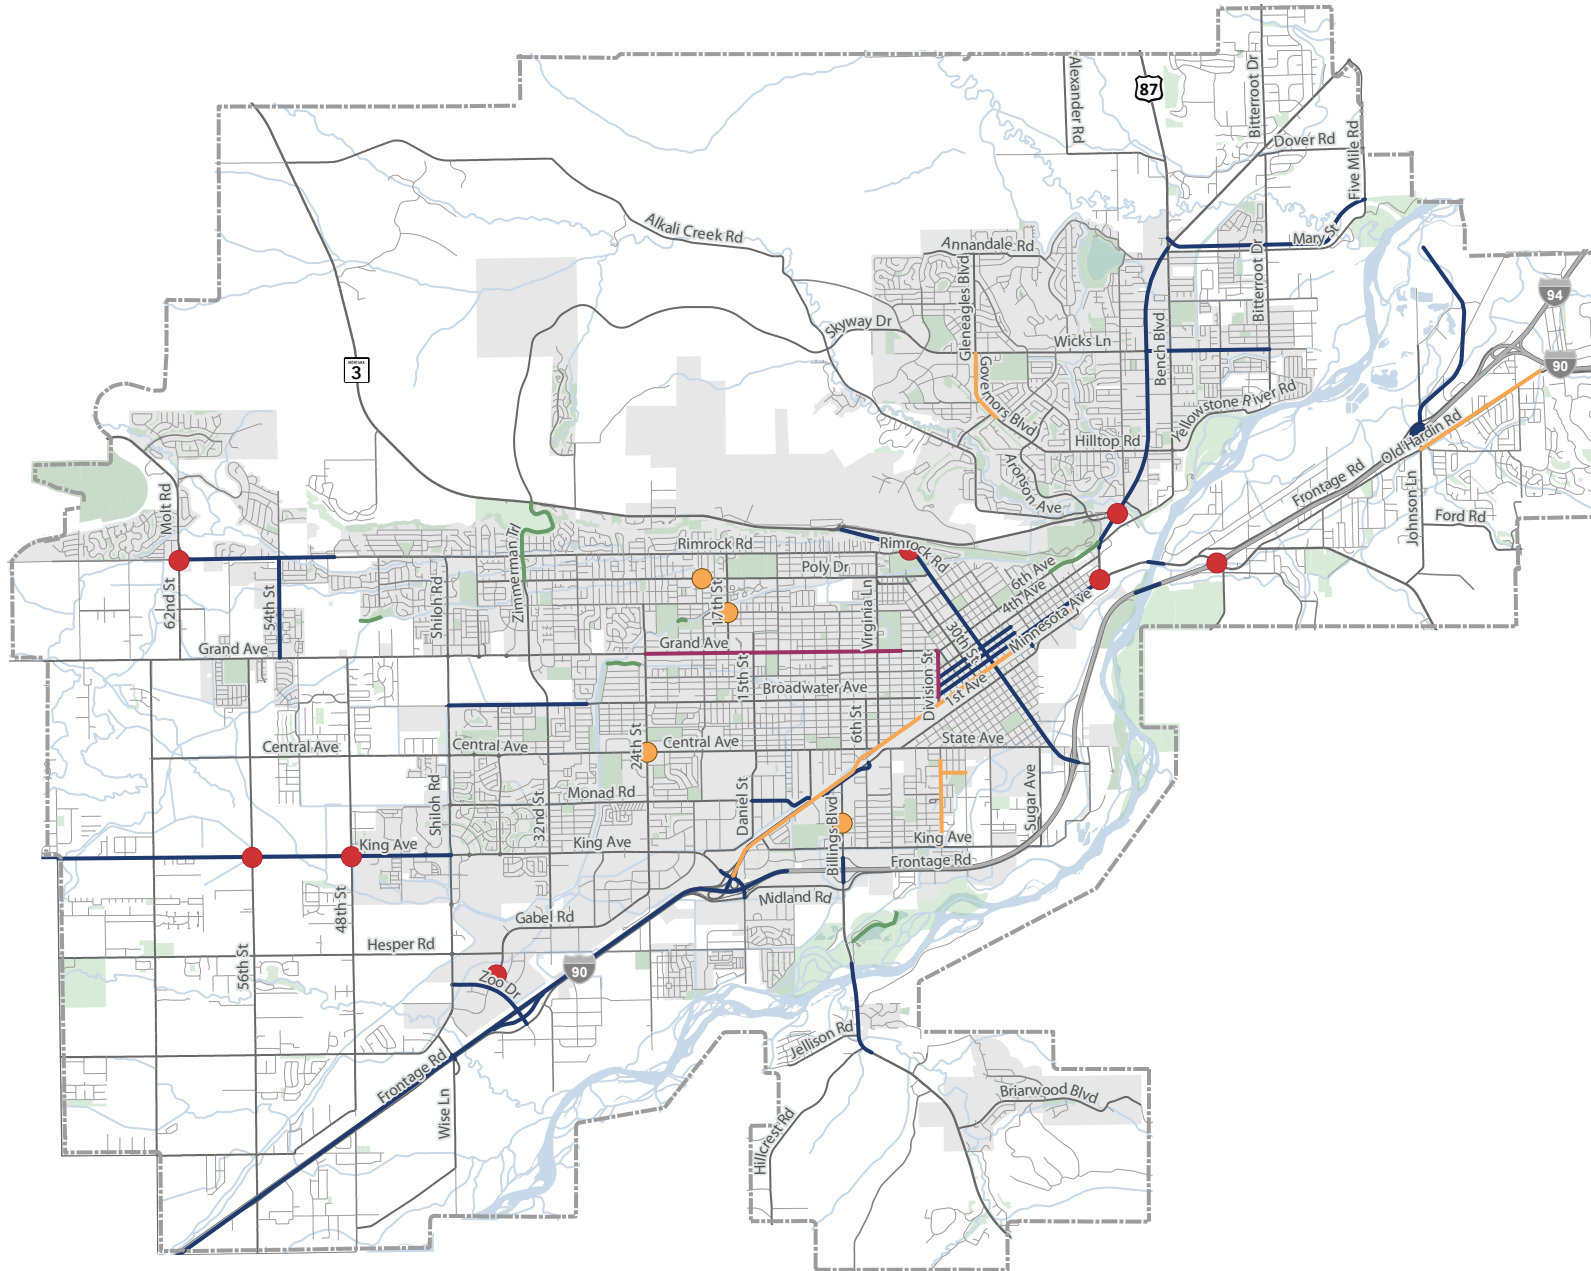 Alexander Rd
87
Bitterroot Dr
Dover Rd
Five Mile Rd
Alkali Creek Rd
Annandale Rd
Mary St
Gleneagles Blvd
Bitterroot Dr
94
Skyway Dr
Wicks Ln
Bench Blvd
MONTANA
3
90
Governors Blvd
Yellowstone River Rd
Hilltop Rd
Old Hardin Rd
Aronson Ave
Frontage Rd
Molt Rd
Johnson Ln
Ford Rd
Zimmerman Trl
Rimrock Rd
Rimrock Rd
Poly Dr
6th Ave
4th Ave
62nd St
54th St
Shiloh Rd
17th St
Virginia Ln
Minnesota Ave
30th St
Grand Ave
Grand Ave
15th St
Broadwater Ave
Division St
1st Ave
6th St
State Ave
Central Ave
Central Ave
24th St
Central Ave
Shiloh Rd
32nd St
Monad Rd
Daniel St
Billings Blvd
Sugar Ave
King Ave
King Ave
King Ave
Frontage Rd
48th St
Midland Rd
Gabel Rd
Hesper Rd
56th St
90
Zoo Dr
Jellison Rd
Frontage Rd
Wise Ln
Briarwood Blvd
Hillcrest Rd